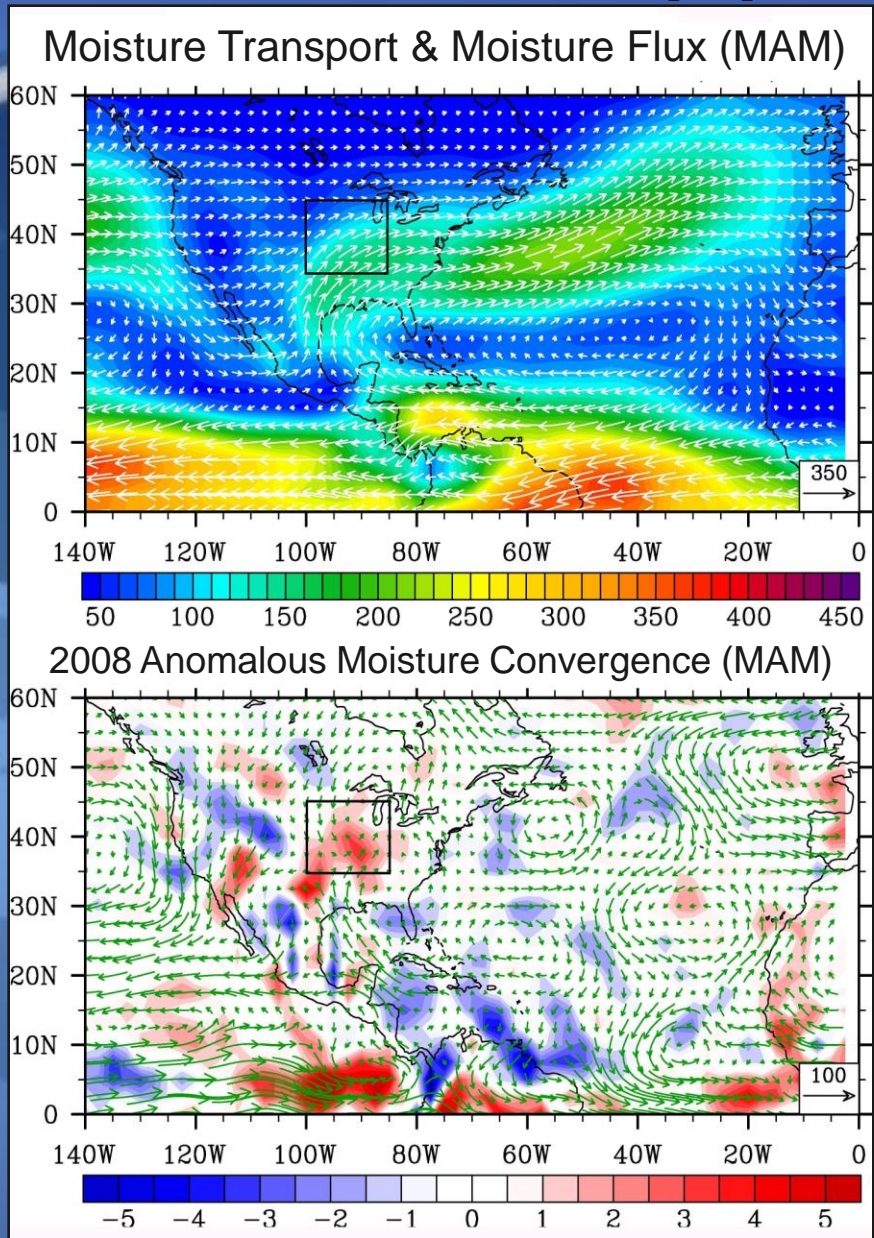 Moisture Transport & Moisture Flux (MAM)
60N
50N
40N
30N
20N
10N
0
350
140W 120W 100W 80W 60W 40W 20W 0
50 100 150 200 250 300 350 400 450
2008 Anomalous Moisture Convergence (MAM)
60N
50N
40N
30N
20N
10N
0
100
140W 120W 100W 80W 60W 40W 20W 0
−5 −4 −3 −2 −1 0 1 2 3 4 5